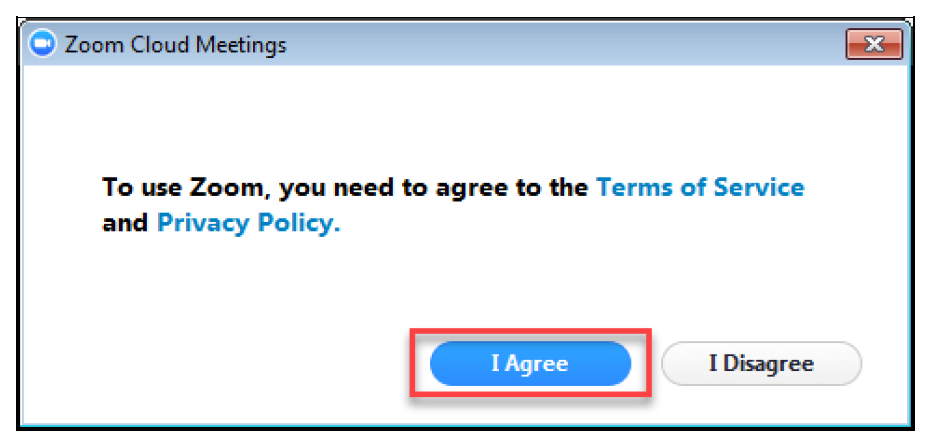 Zoom Cloud Meetings
To use Zoom, you need to agree to the Terms of Service
and Privacy Policy.
I Agree
I Disagree